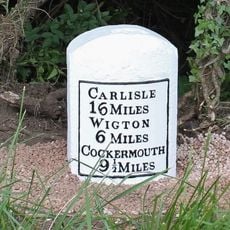 CARLISLE
16 MILES
WIGTON
6 MILES
COCKERMOUTH
9½ MILES